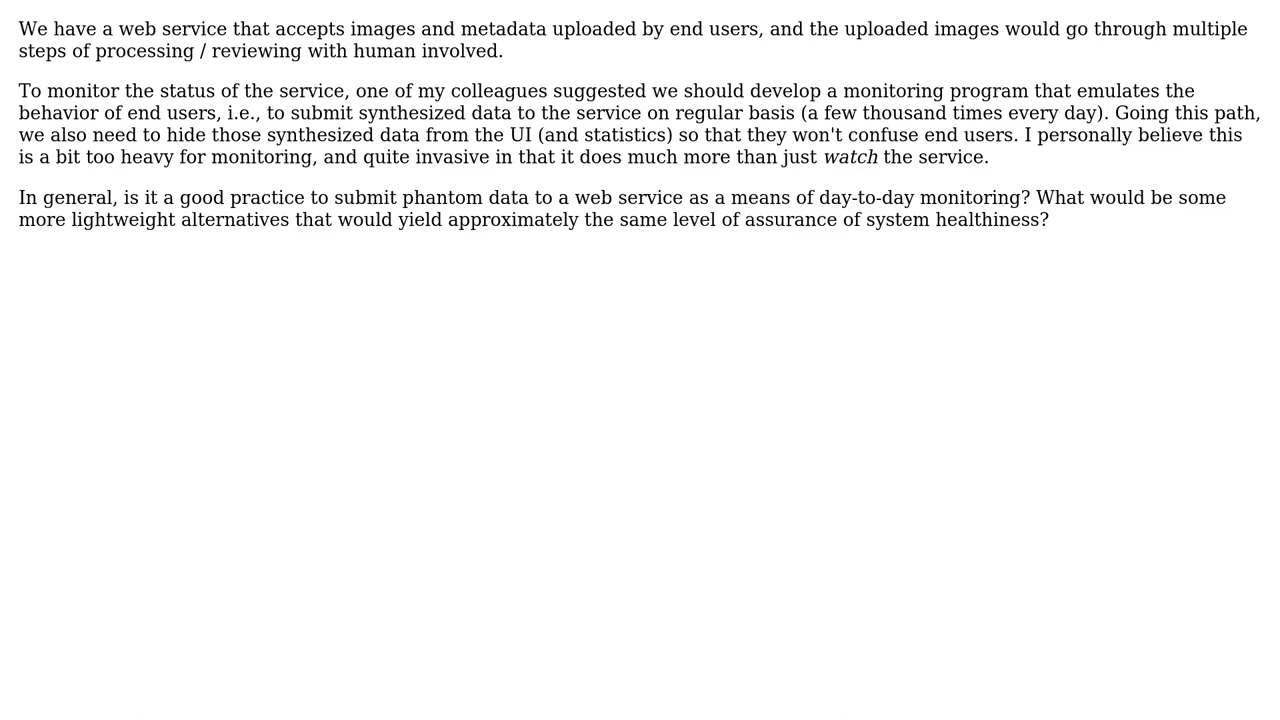 We have a web service that accepts images and metadata uploaded by end users, and the uploaded images would go through multiple
steps of processing / reviewing with human involved.
To monitor the status of the service, one of my colleagues suggested we should develop a monitoring program that emulates the
behavior of end users, i.e., to submit synthesized data to the service on regular basis (a few thousand times every day). Going this path,
we also need to hide those synthesized data from the UI (and statistics) so that they won't confuse end users. I personally believe this
is a bit too heavy for monitoring, and quite invasive in that it does much more than just watch the service.
In general, is it a good practice to submit phantom data to a web service as a means of day-to-day monitoring? What would be some
more lightweight alternatives that would yield approximately the same level of assurance of system healthiness?